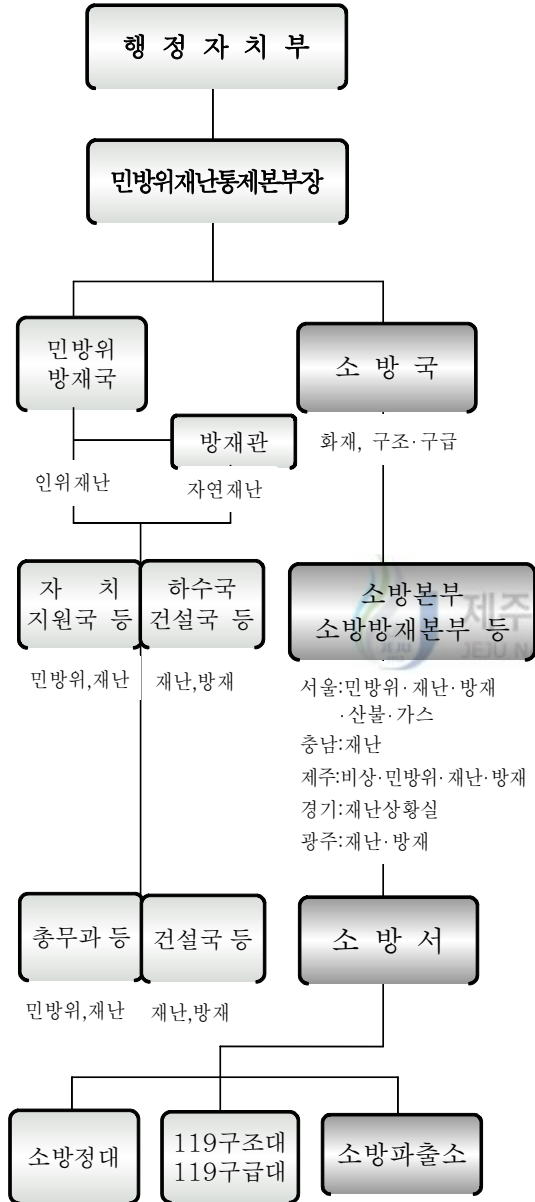 행 정 자 치 부
민방위재난통제본부장
민방위
방재국
소 방 국
방재관
화재, 구조·구급
인위재난
자연재난
자 치
지원국 등
하수국
건설국 등
소방본부
소방방재본부 등
제주
JEJU N
JEJU
민방위,재난
재난,방재
서울:민방위·재난·방재
·산불·가스
충남:재난
제주:비상·민방위·재난·방재
경기:재난상황실
광주:재난·방재
총무과 등
건설국 등
소 방 서
민방위,재난
재난,방재
소방정대
119구조대
119구급대
소방파출소